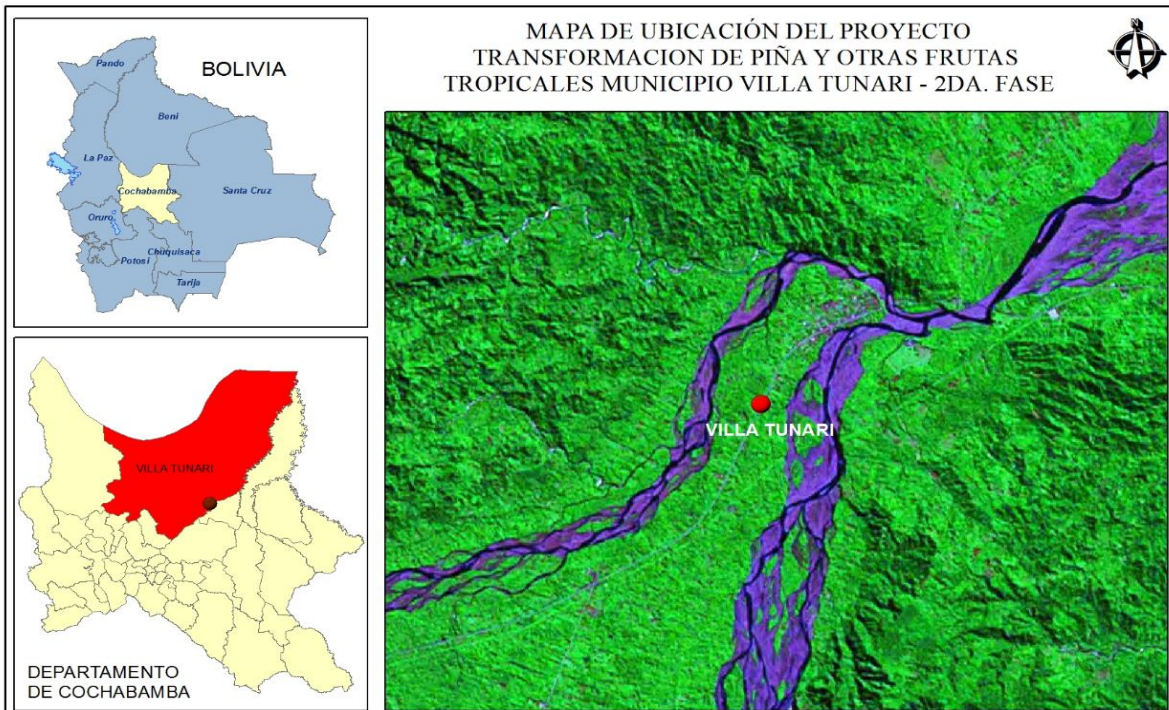 MAPA DE UBICACIÓN DEL PROYECTO
TRANSFORMACION DE PIÑA Y OTRAS FRUTAS
TROPICALES MUNICIPIO VILLA TUNARI - 2DA. FASE
N
BOLIVIA
Pando
Beni
La Paz
Cochabamba
Santa Cruz
Oruro
Chuquisaca
Potosí
Tarija
VILLA TUNARI
DEPARTAMENTO
DE COCHABAMBA
VILLA TUNARI